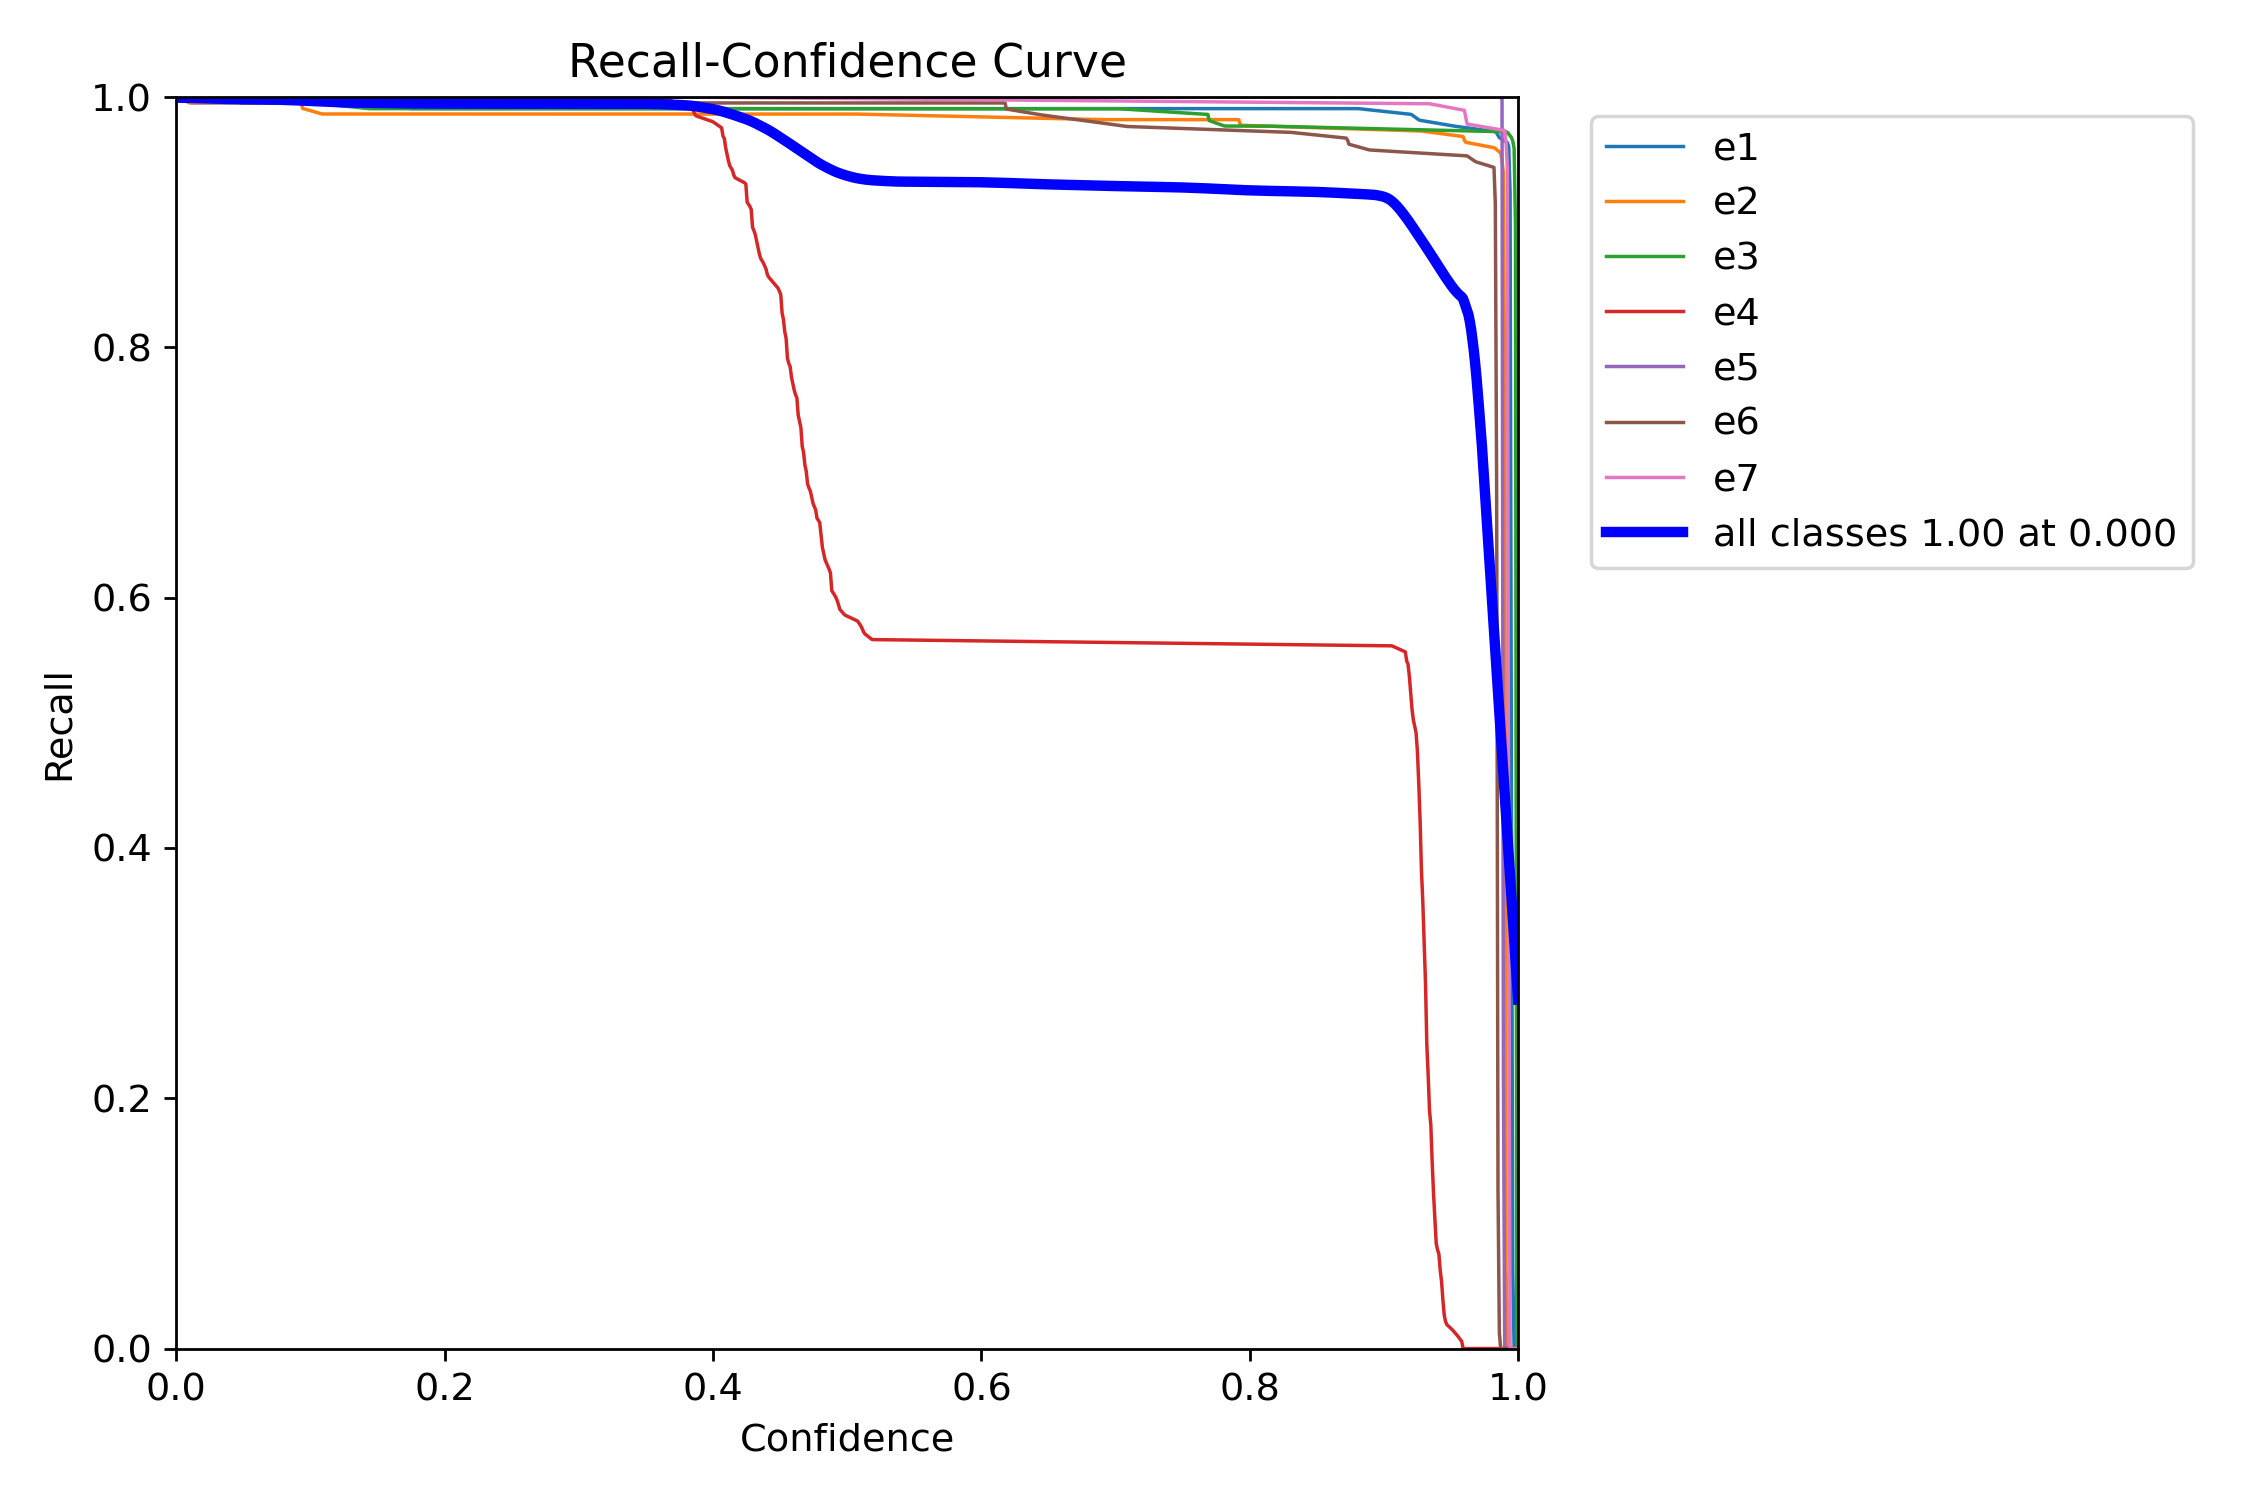 Recall-Confidence Curve
1.0
0.8
0.6
0.4
0.2
0.0
Recall
0.0 0.2 0.4 0.6 0.8 1.0
Confidence
e1
e2
e3
e4
e5
e6
e7
all classes 1.00 at 0.000